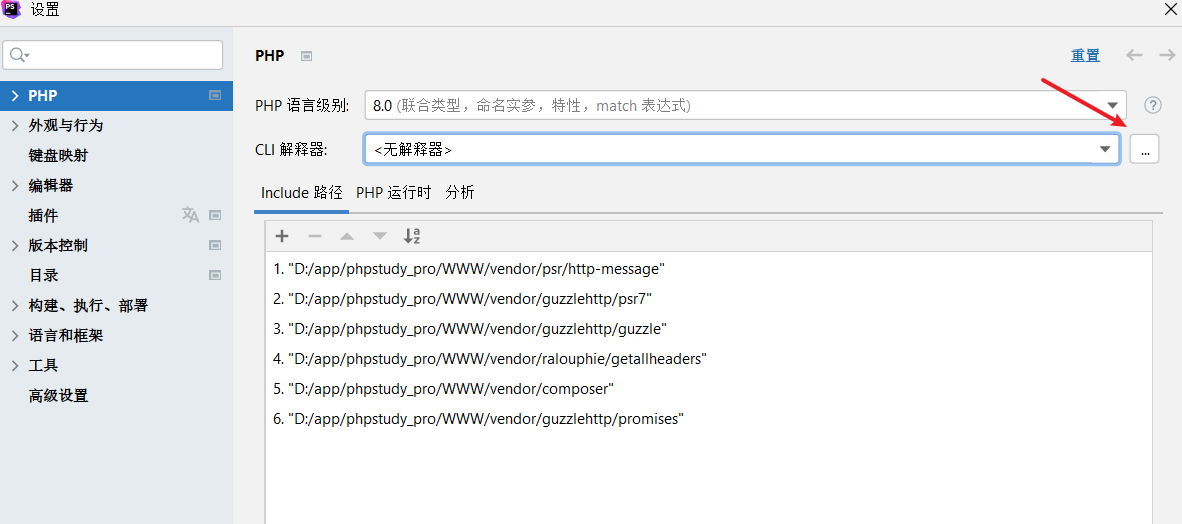 PS
设置
PHP
重置
PHP
外观与行为
键盘映射
编辑器
插件
版本控制
目录
构建、执行、部署
语言和框架
工具
高级设置
PHP 语言级别: 8.0 (联合类型，命名实参，特性，match 表达式) ?
CLI 解释器: <无解释器> ...
Include 路径 PHP 运行时 分析
1. "D:/app/phpstudy_pro/WWW/vendor/psr/http-message"
2. "D:/app/phpstudy_pro/WWW/vendor/guzzlehttp/psr7"
3. "D:/app/phpstudy_pro/WWW/vendor/guzzlehttp/guzzle"
4. "D:/app/phpstudy_pro/WWW/vendor/ralouphie/getallheaders"
5. "D:/app/phpstudy_pro/WWW/vendor/composer"
6. "D:/app/phpstudy_pro/WWW/vendor/guzzlehttp/promises"